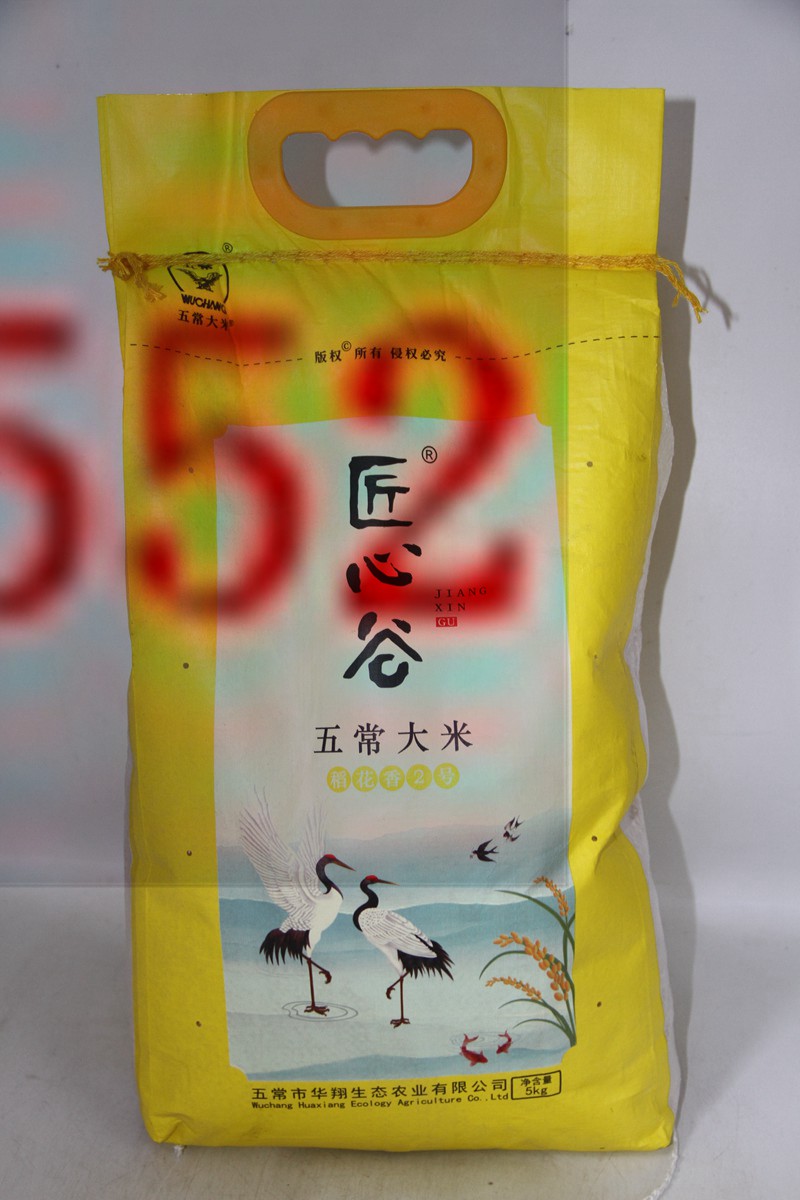 ®
WUCHANG
五常大米®
版权©所有 侵权必究
匠心谷®
JIANG
XIN
GU
五常大米
稻花香2号
五常市华翔生态农业有限公司
Wuchang Huaxiang Ecology Agriculture Co.,Ltd
净含量
5kg
552